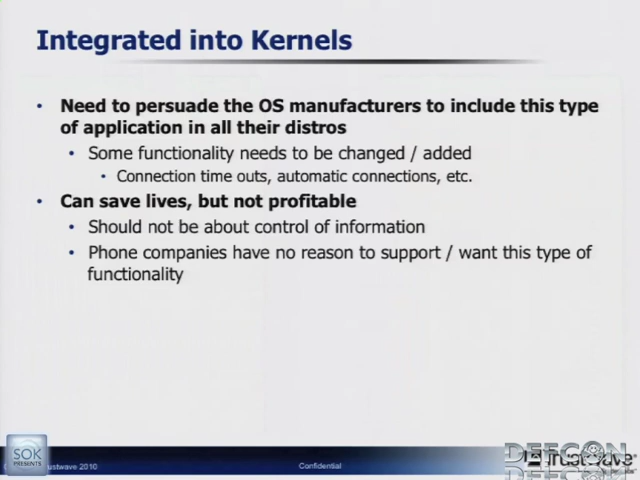 Integrated into Kernels
• Need to persuade the OS manufacturers to include this type
of application in all their distros
• Some functionality needs to be changed / added
• Connection time outs, automatic connections, etc.
• Can save lives, but not profitable
• Should not be about control of information
• Phone companies have no reason to support / want this type of
functionality
SOK
PRESENTS
Trustwave 2010
Confidential
DEFCON
Trustwave